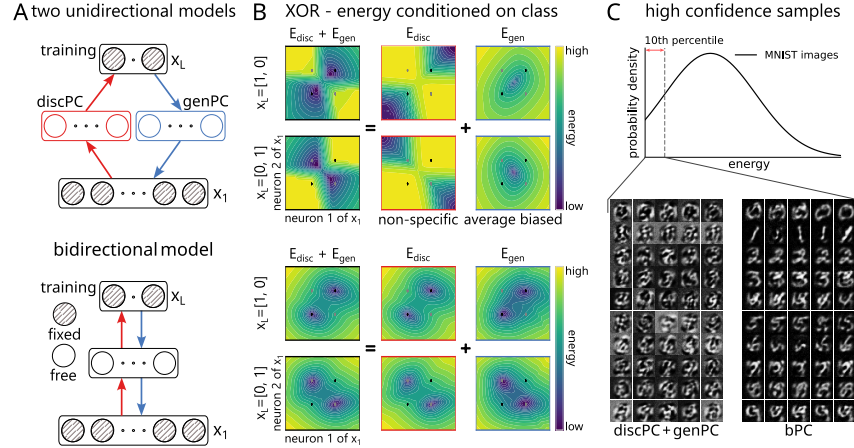 A two unidirectional models
training
x_L
discPC
genPC
x_1
bidirectional model
training
x_L
fixed
free
x_1
B XOR - energy conditioned on class
E_disc + E_gen
E_disc
E_gen
x_L=[1, 0]
=
+
x_L=[0, 1]
neuron 2 of x_1
neuron 1 of x_1
non-specific
average biased
high
energy
low
E_disc + E_gen
E_disc
E_gen
x_L=[1, 0]
=
+
x_L=[0, 1]
neuron 2 of x_1
neuron 1 of x_1
high
energy
low
C high confidence samples
10th percentile
MNIST images
probability density
energy
discPC+genPC
bPC